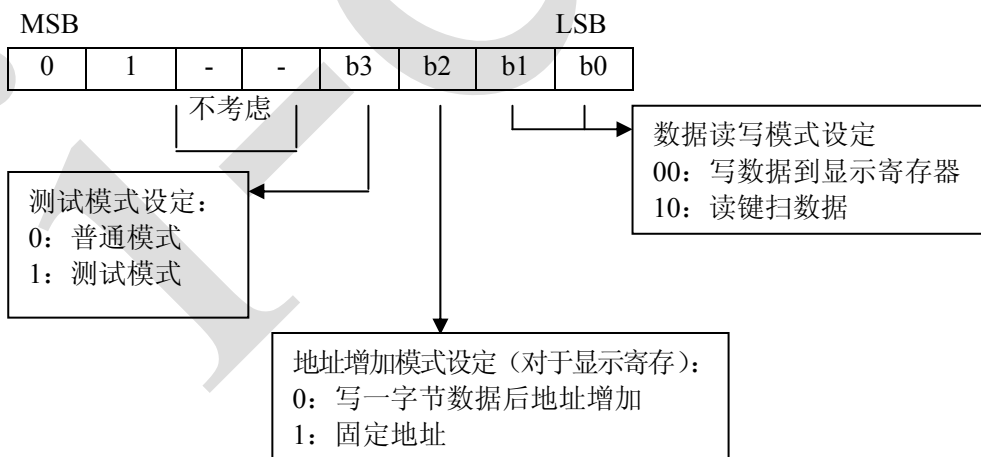 MSB LSB
0 1 - - b3 b2 b1 b0
不考虑
数据读写模式设定
00：写数据到显示寄存器
10：读键扫数据
测试模式设定：
0：普通模式
1：测试模式
地址增加模式设定（对于显示寄存）：
0：写一字节数据后地址增加
1：固定地址